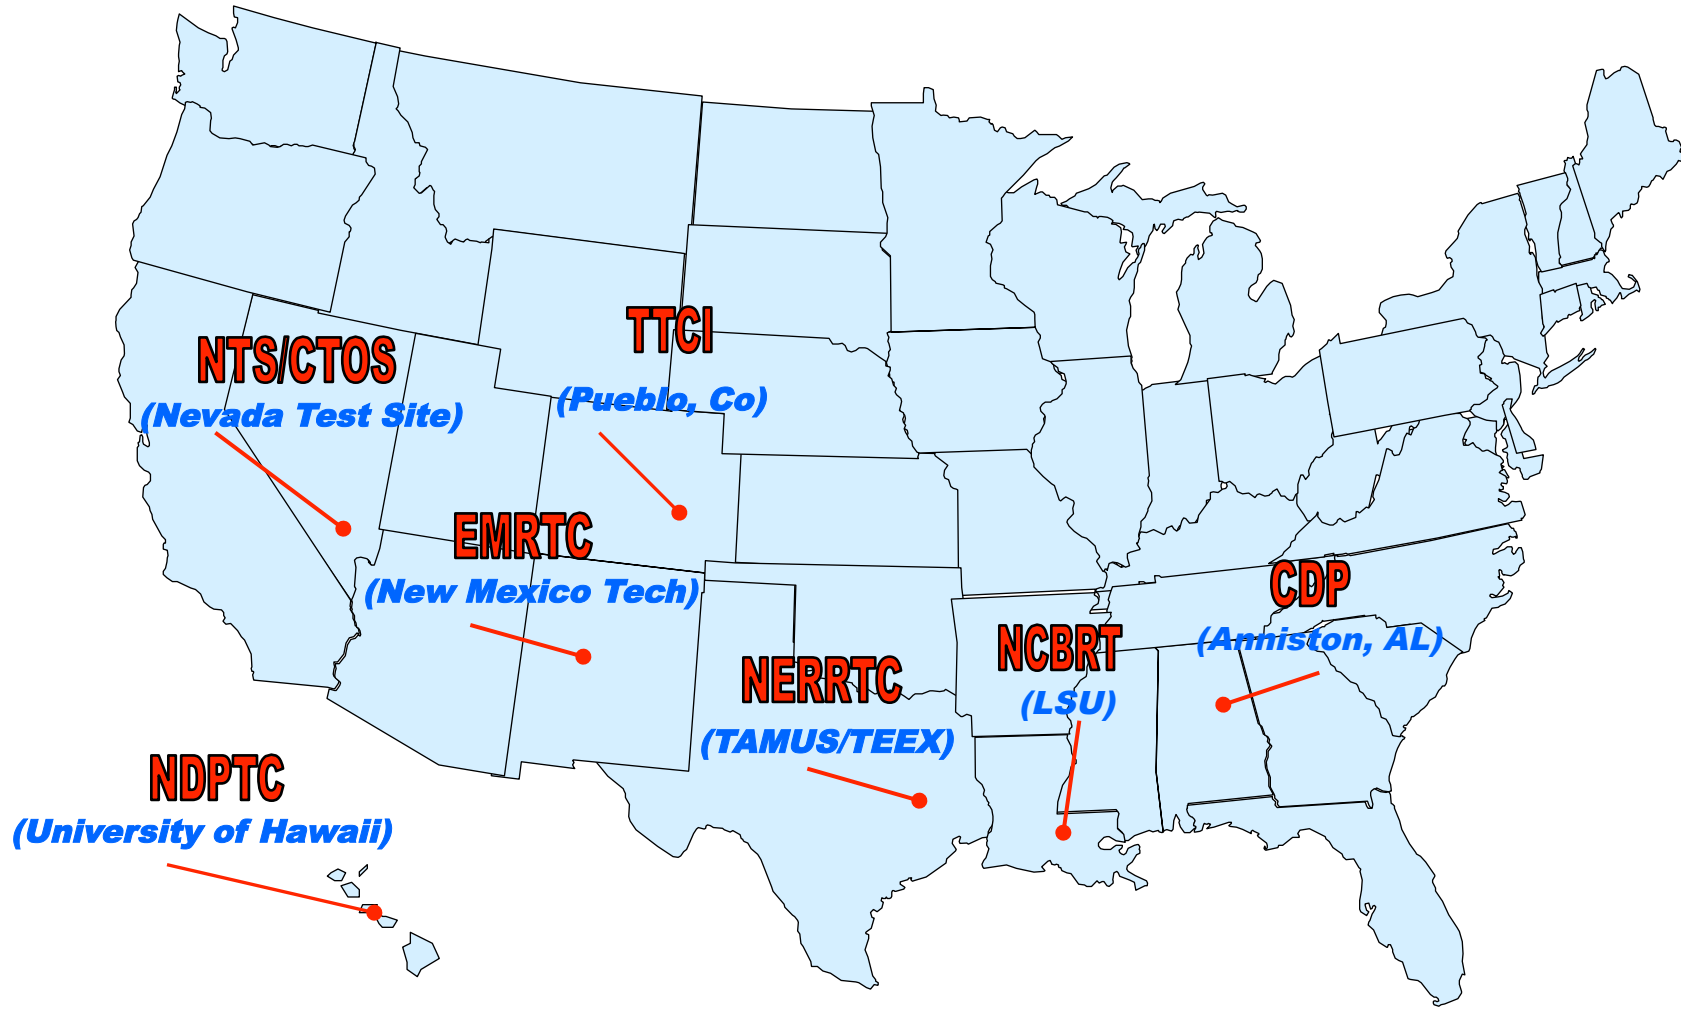 TTCI
(Pueblo, Co)
NTS/CTOS
(Nevada Test Site)
EMRTC
(New Mexico Tech)
CDP
(Anniston, AL)
NCBRT
(LSU)
NERRTC
(TAMUS/TEEX)
NDPTC
(University of Hawaii)